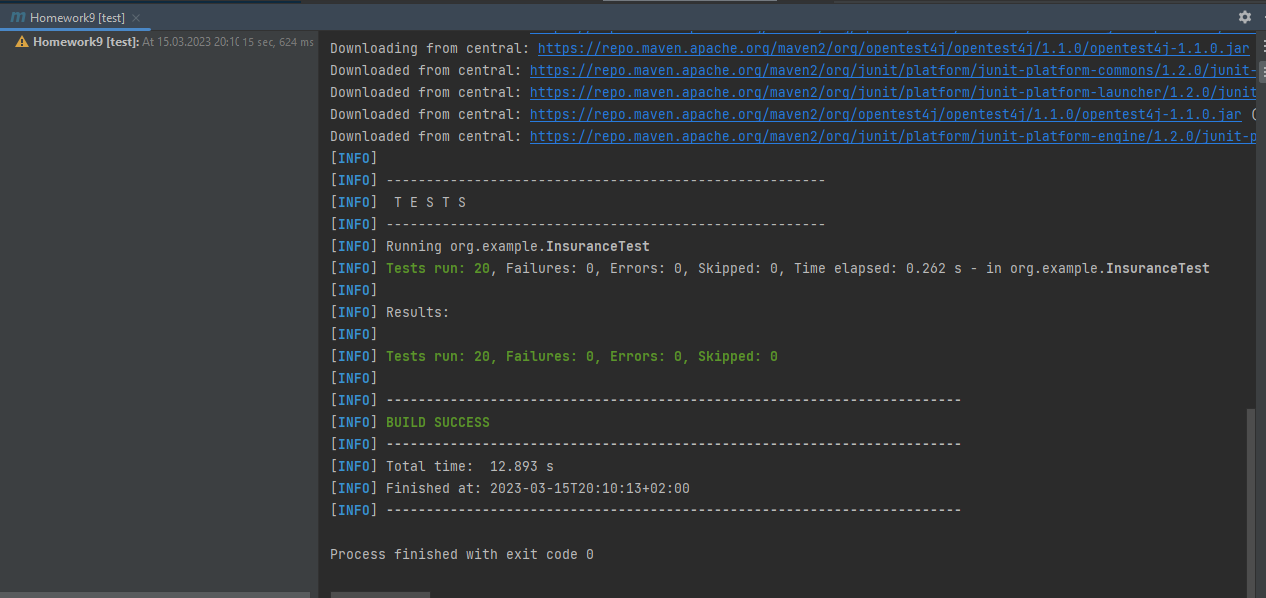 m Homework9 [test] ×
Homework9 [test]: At 15.03.2023 20:10 15 sec, 624 ms
Downloading from central: https://repo.maven.apache.org/maven2/org/opentest4j/opentest4j/1.1.0/opentest4j-1.1.0.jar
Downloaded from central: https://repo.maven.apache.org/maven2/org/junit/platform/junit-platform-commons/1.2.0/junit-
Downloaded from central: https://repo.maven.apache.org/maven2/org/junit/platform/junit-platform-launcher/1.2.0/junit
Downloaded from central: https://repo.maven.apache.org/maven2/org/opentest4j/opentest4j/1.1.0/opentest4j-1.1.0.jar (
Downloaded from central: https://repo.maven.apache.org/maven2/org/junit/platform/junit-platform-engine/1.2.0/junit-p
[INFO]
[INFO] -------------------------------------------------------
[INFO]  T E S T S
[INFO] -------------------------------------------------------
[INFO] Running org.example.InsuranceTest
[INFO] Tests run: 20, Failures: 0, Errors: 0, Skipped: 0, Time elapsed: 0.262 s - in org.example.InsuranceTest
[INFO]
[INFO] Results:
[INFO]
[INFO] Tests run: 20, Failures: 0, Errors: 0, Skipped: 0
[INFO]
[INFO] ------------------------------------------------------------------------
[INFO] BUILD SUCCESS
[INFO] ------------------------------------------------------------------------
[INFO] Total time:  12.893 s
[INFO] Finished at: 2023-03-15T20:10:13+02:00
[INFO] ------------------------------------------------------------------------
Process finished with exit code 0